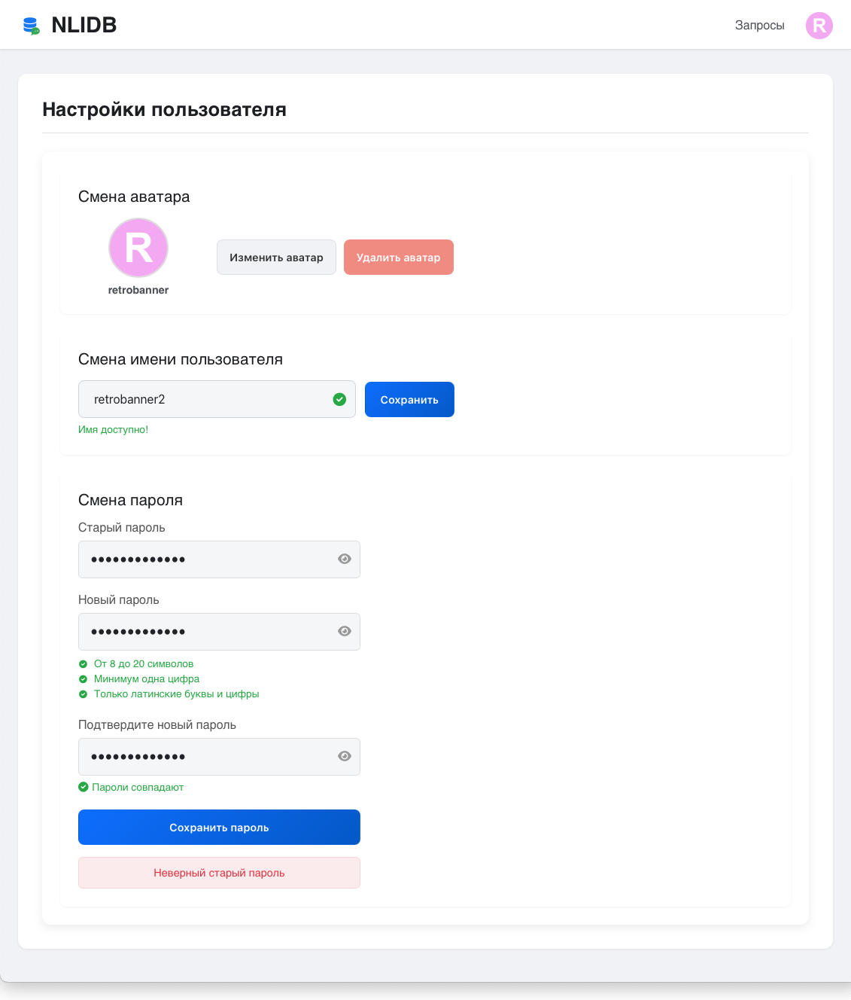 NLIDB
Запросы
R
Настройки пользователя
Смена аватара
R
retrobanner
Изменить аватар
Удалить аватар
Смена имени пользователя
retrobanner2
Сохранить
Имя доступно!
Смена пароля
Старый пароль
•••••••••••••
Новый пароль
•••••••••••••
От 8 до 20 символов
Минимум одна цифра
Только латинские буквы и цифры
Подтвердите новый пароль
•••••••••••••
Пароли совпадают
Сохранить пароль
Неверный старый пароль